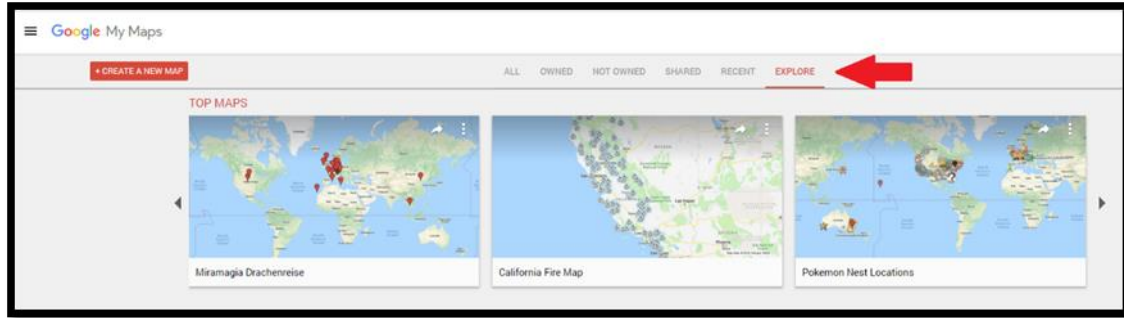 Google My Maps
+ CREATE A NEW MAP
ALL OWNED NOT OWNED SHARED RECENT EXPLORE
TOP MAPS
Miramagia Drachenreise
California Fire Map
Pokemon Nest Locations